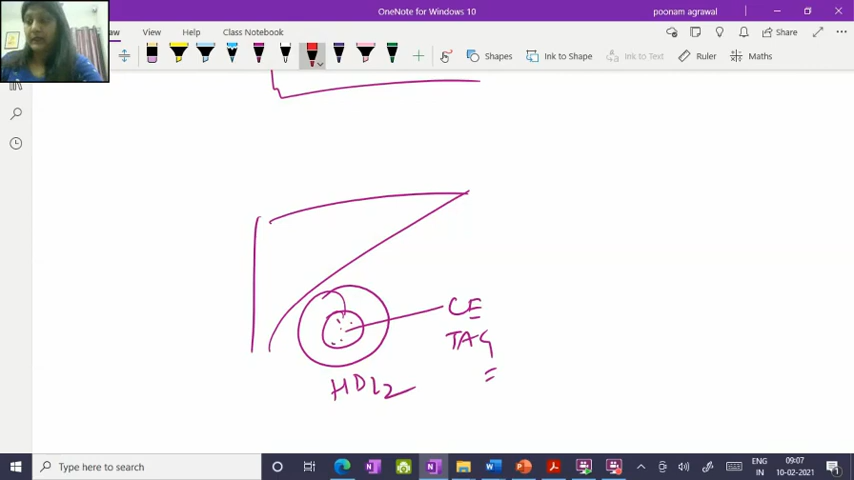 OneNote for Windows 10
poonam agrawal
aw View Help Class Notebook
Share
Shapes Ink to Shape Ink to Text Ruler Maths
CE
TAG
HDL2
Type here to search
ENG 09:07
IN 10-02-2021